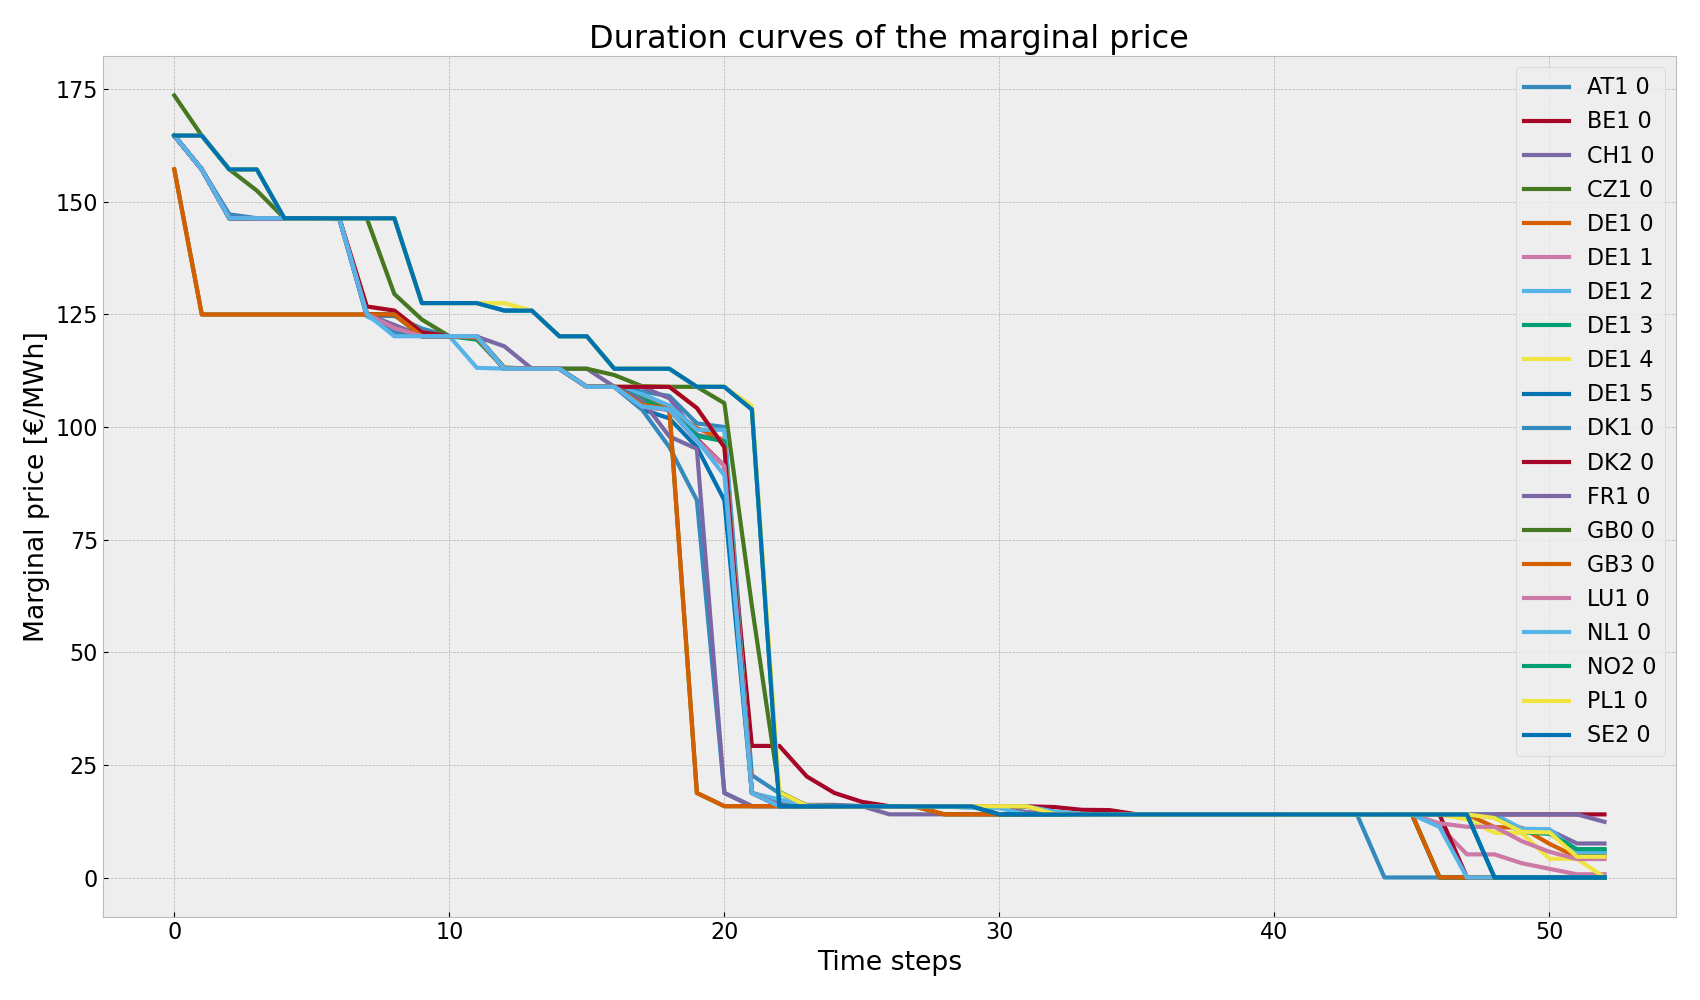 Duration curves of the marginal price
Marginal price [€/MWh]
175
150
125
100
75
50
25
0
0
10
20
30
40
50
Time steps
AT1 0
BE1 0
CH1 0
CZ1 0
DE1 0
DE1 1
DE1 2
DE1 3
DE1 4
DE1 5
DK1 0
DK2 0
FR1 0
GB0 0
GB3 0
LU1 0
NL1 0
NO2 0
PL1 0
SE2 0